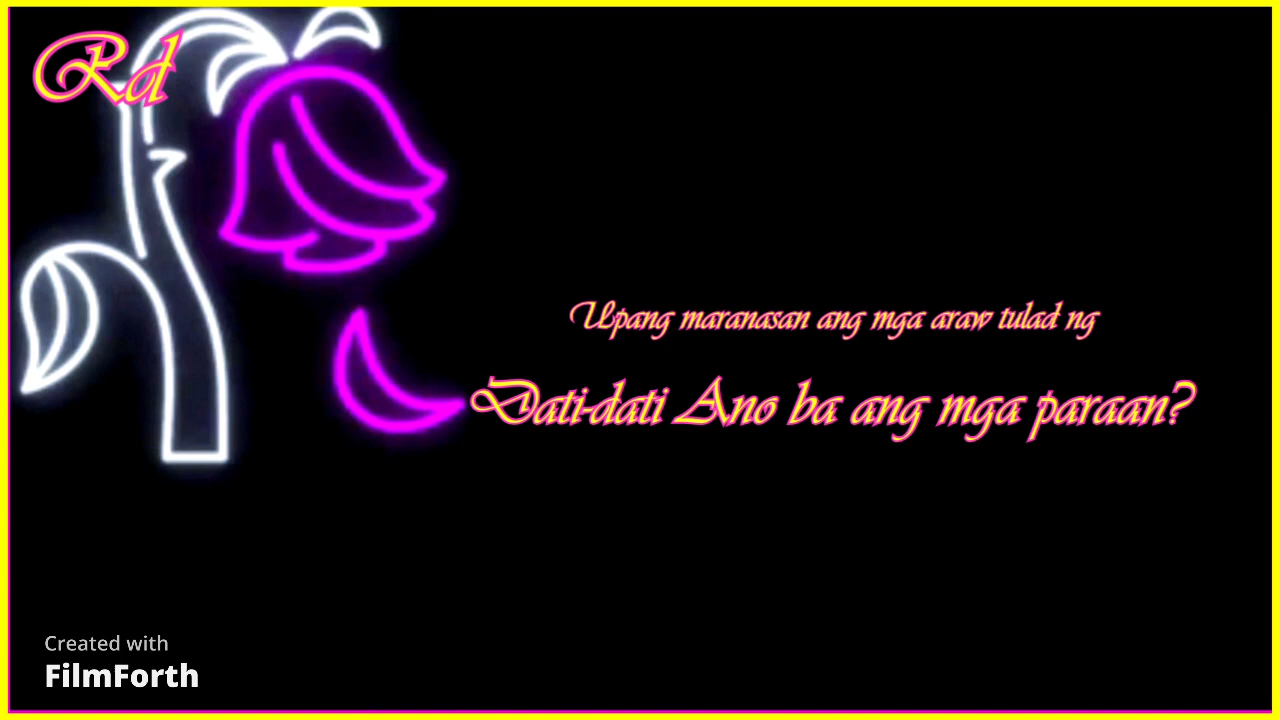 Rd
Upang maranasan ang mga araw tulad ng
Dati-dati Ano ba ang mga paraan?
Created with
FilmForth